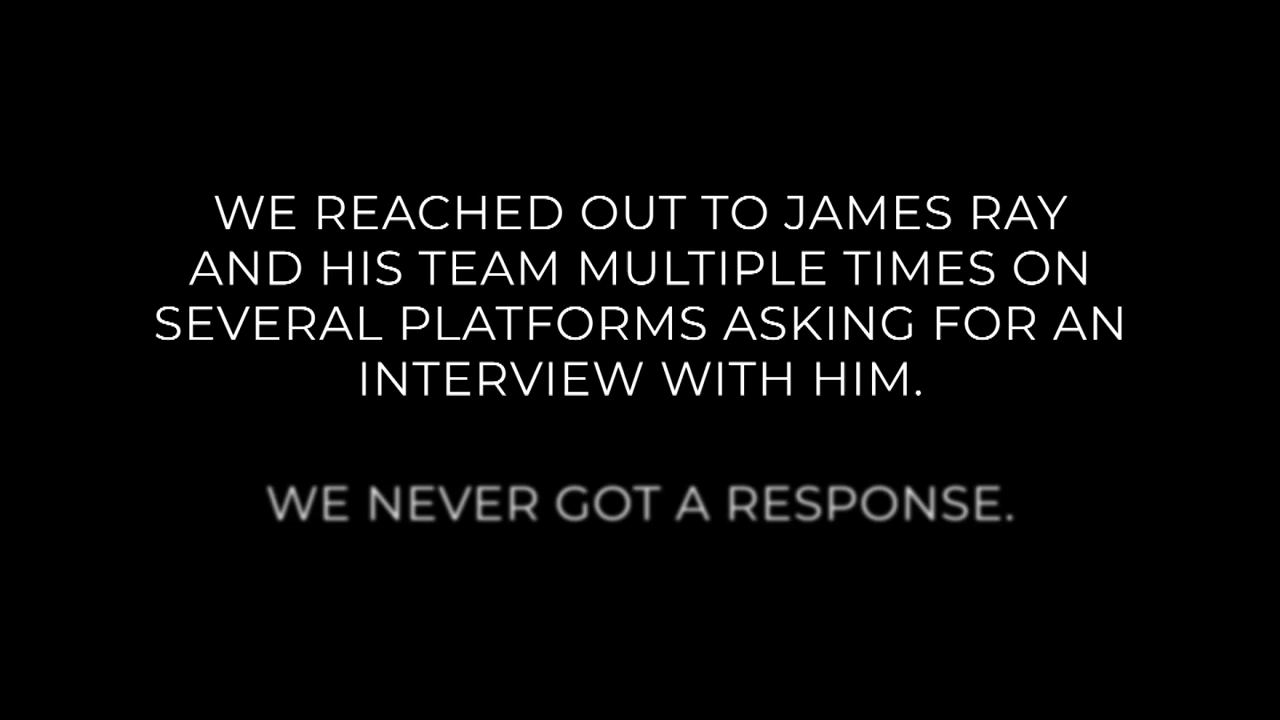 WE REACHED OUT TO JAMES RAY
AND HIS TEAM MULTIPLE TIMES ON
SEVERAL PLATFORMS ASKING FOR AN
INTERVIEW WITH HIM.
WE NEVER GOT A RESPONSE.